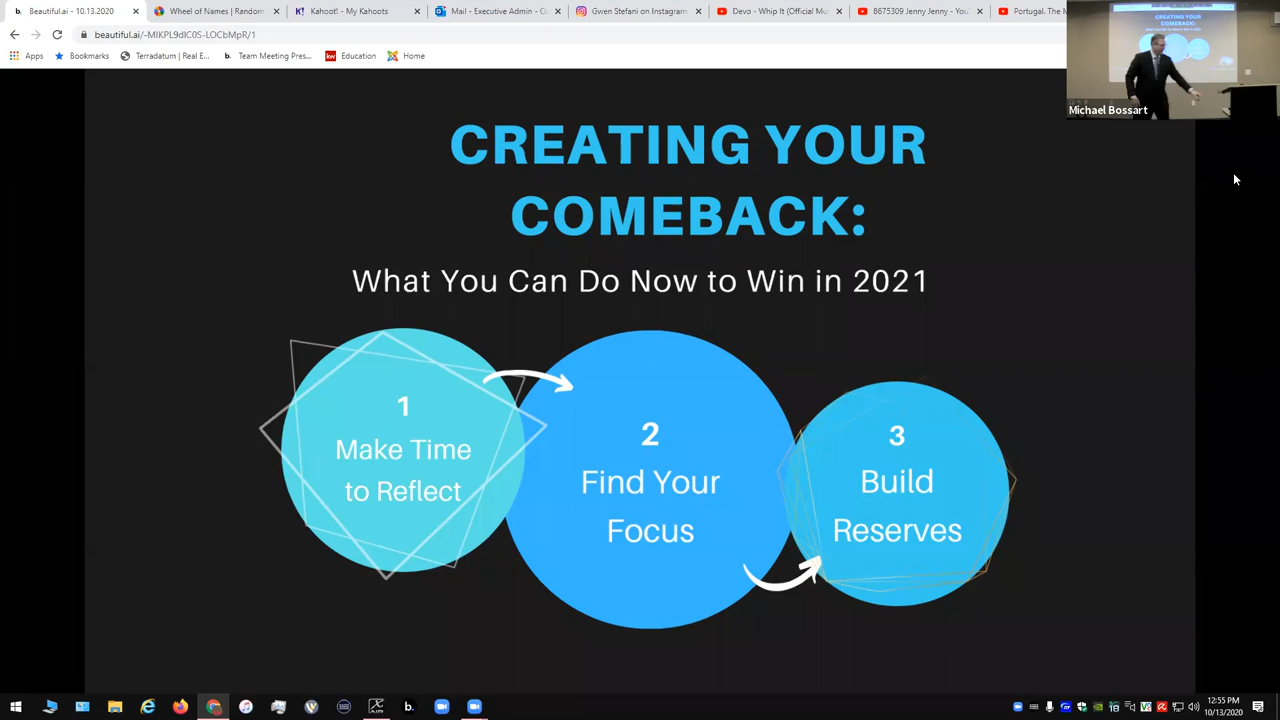 Beautiful.ai - 10.13.2020
Wheel of Names | Random
Kahoot! - My Kahoots
Mail - Executive Admin - O
Gwen Stefani on Instagram
Devo - Whip It (Official Mu
8675309 Jenny Jenny - You
Portugal. The M
beautiful.ai/-MIKPL9dIC0S-LOCbMpR/1
Apps
Bookmarks
Terradatum | Real E...
Team Meeting Pres...
Education
Home
CREATING YOUR
COMEBACK:
Michael Bossart
CREATING YOUR
COMEBACK:
What You Can Do Now to Win in 2021
1
Make Time
to Reflect
2
Find Your
Focus
3
Build
Reserves
12:55 PM
10/13/2020